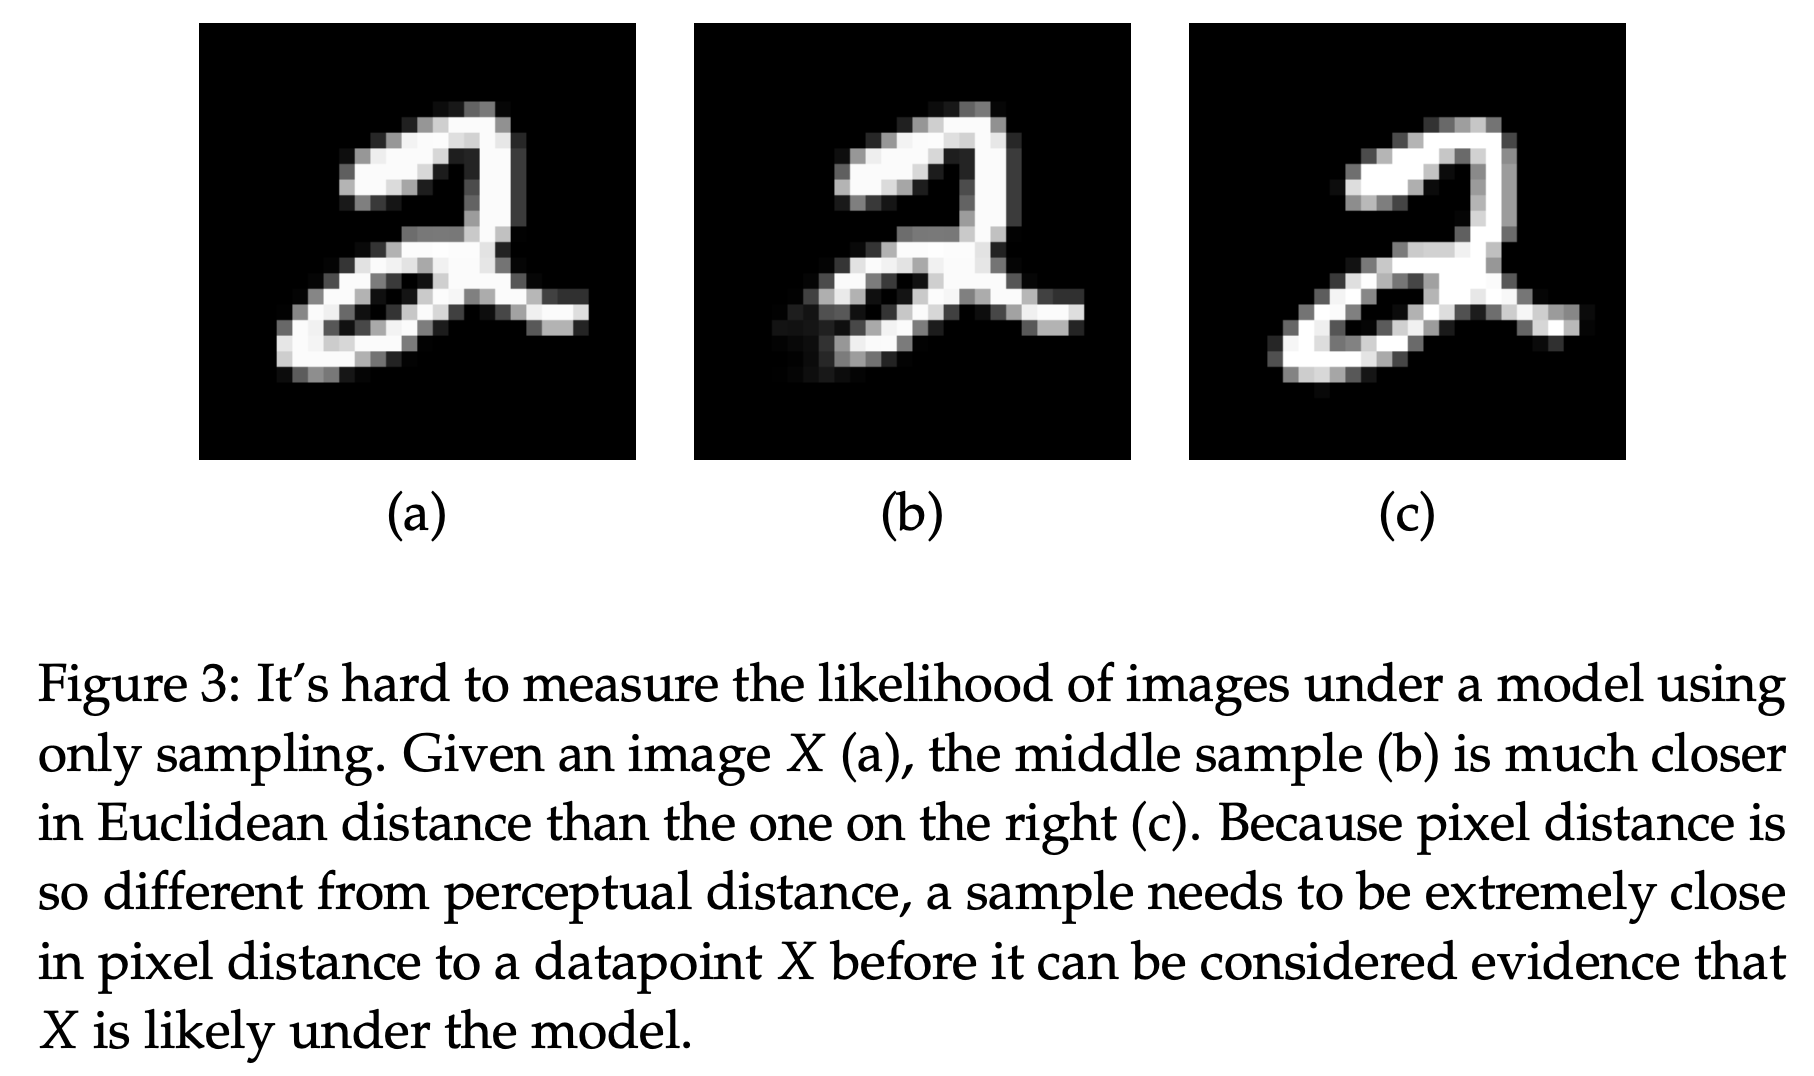 (a) (b) (c)
Figure 3: It’s hard to measure the likelihood of images under a model using
only sampling. Given an image X (a), the middle sample (b) is much closer
in Euclidean distance than the one on the right (c). Because pixel distance is
so different from perceptual distance, a sample needs to be extremely close
in pixel distance to a datapoint X before it can be considered evidence that
X is likely under the model.